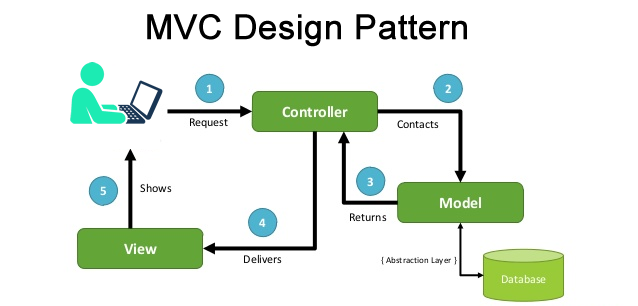 MVC Design Pattern
1
2
Controller
Request
Contacts
3
5
Shows
Model
4
Returns
View
Delivers
{ Abstraction Layer }
Database